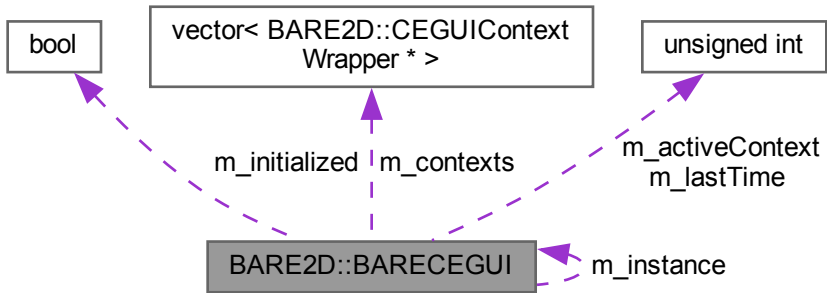 bool
vector< BARE2D::CEGUIContext
Wrapper * >
unsigned int
m_initialized
m_contexts
m_activeContext
m_lastTime
BARE2D::BARECEGUI
m_instance